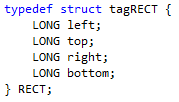 typedef struct tagRECT {
    LONG left;
    LONG top;
    LONG right;
    LONG bottom;
} RECT;